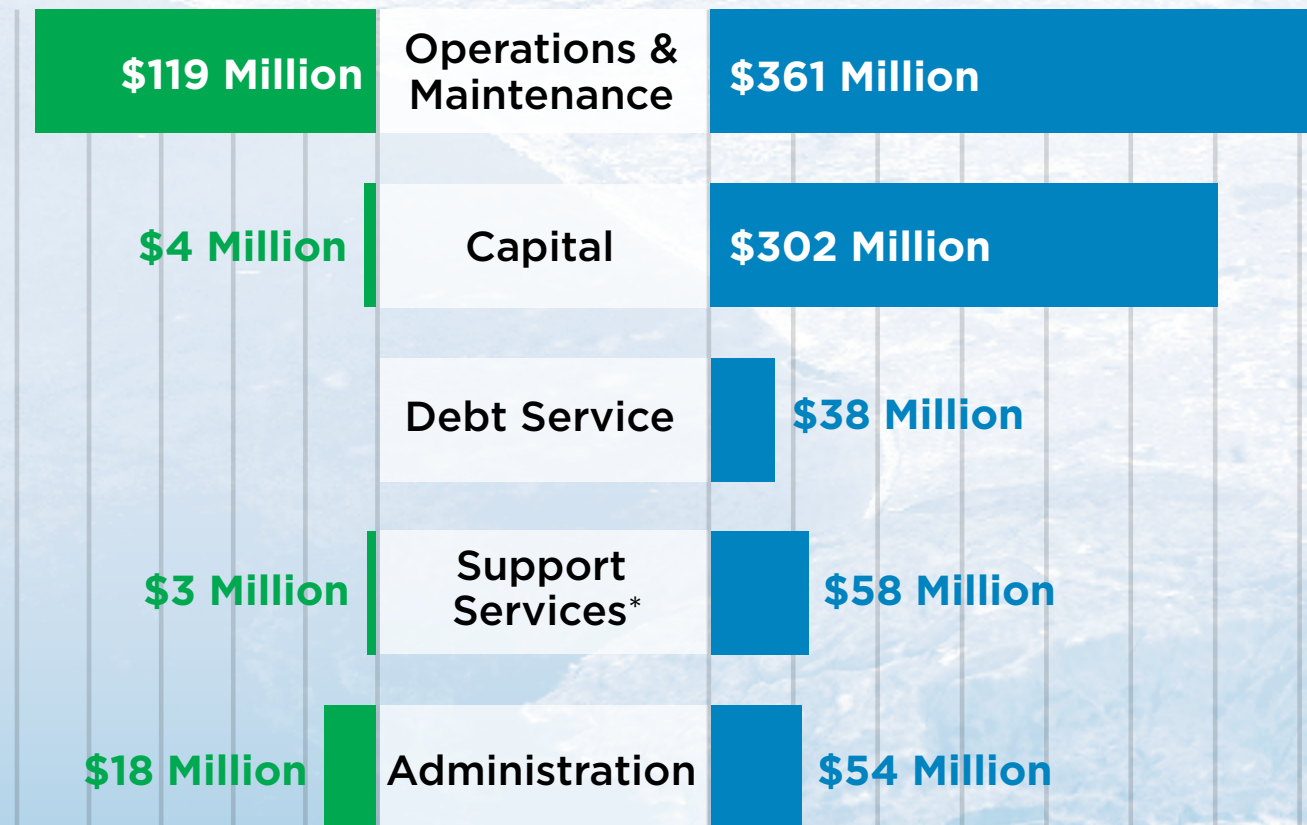 $119 Million
Operations &
Maintenance
$361 Million
$4 Million
Capital
$302 Million
Debt Service
$38 Million
$3 Million
Support
Services*
$58 Million
$18 Million
Administration
$54 Million